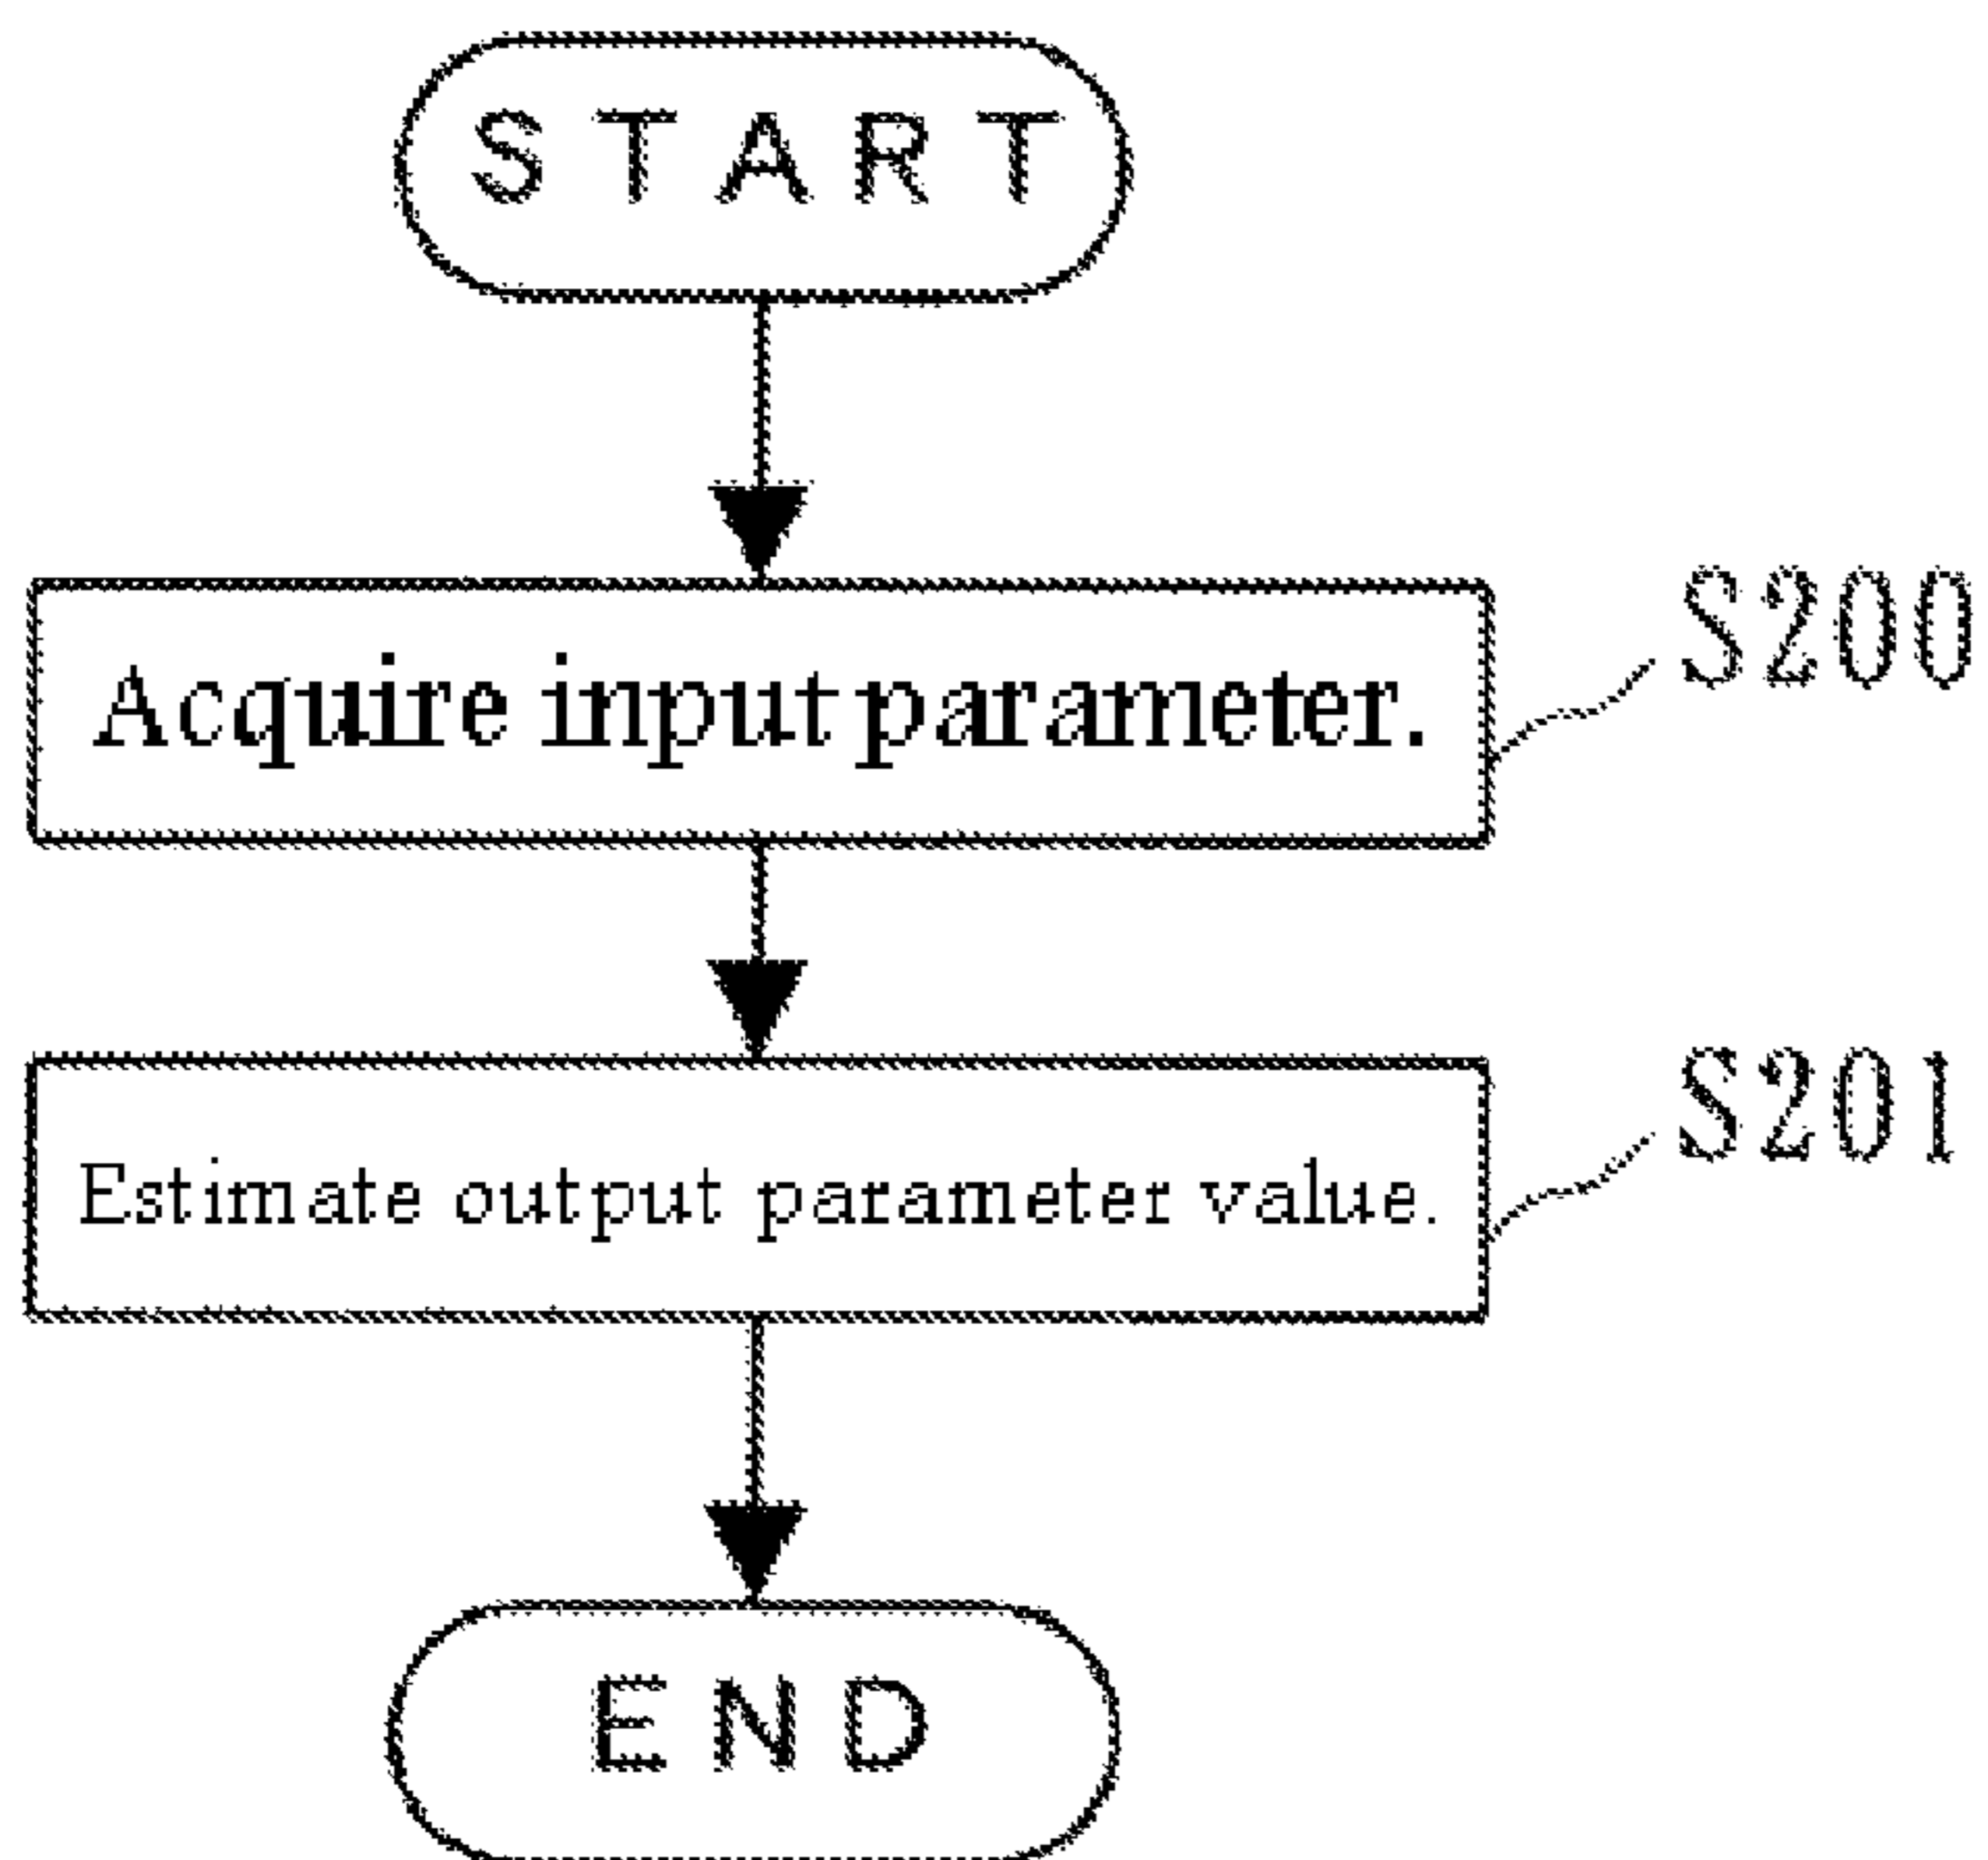 START
S200
Acquire input parameter.
S201
Estimate output parameter value.
END